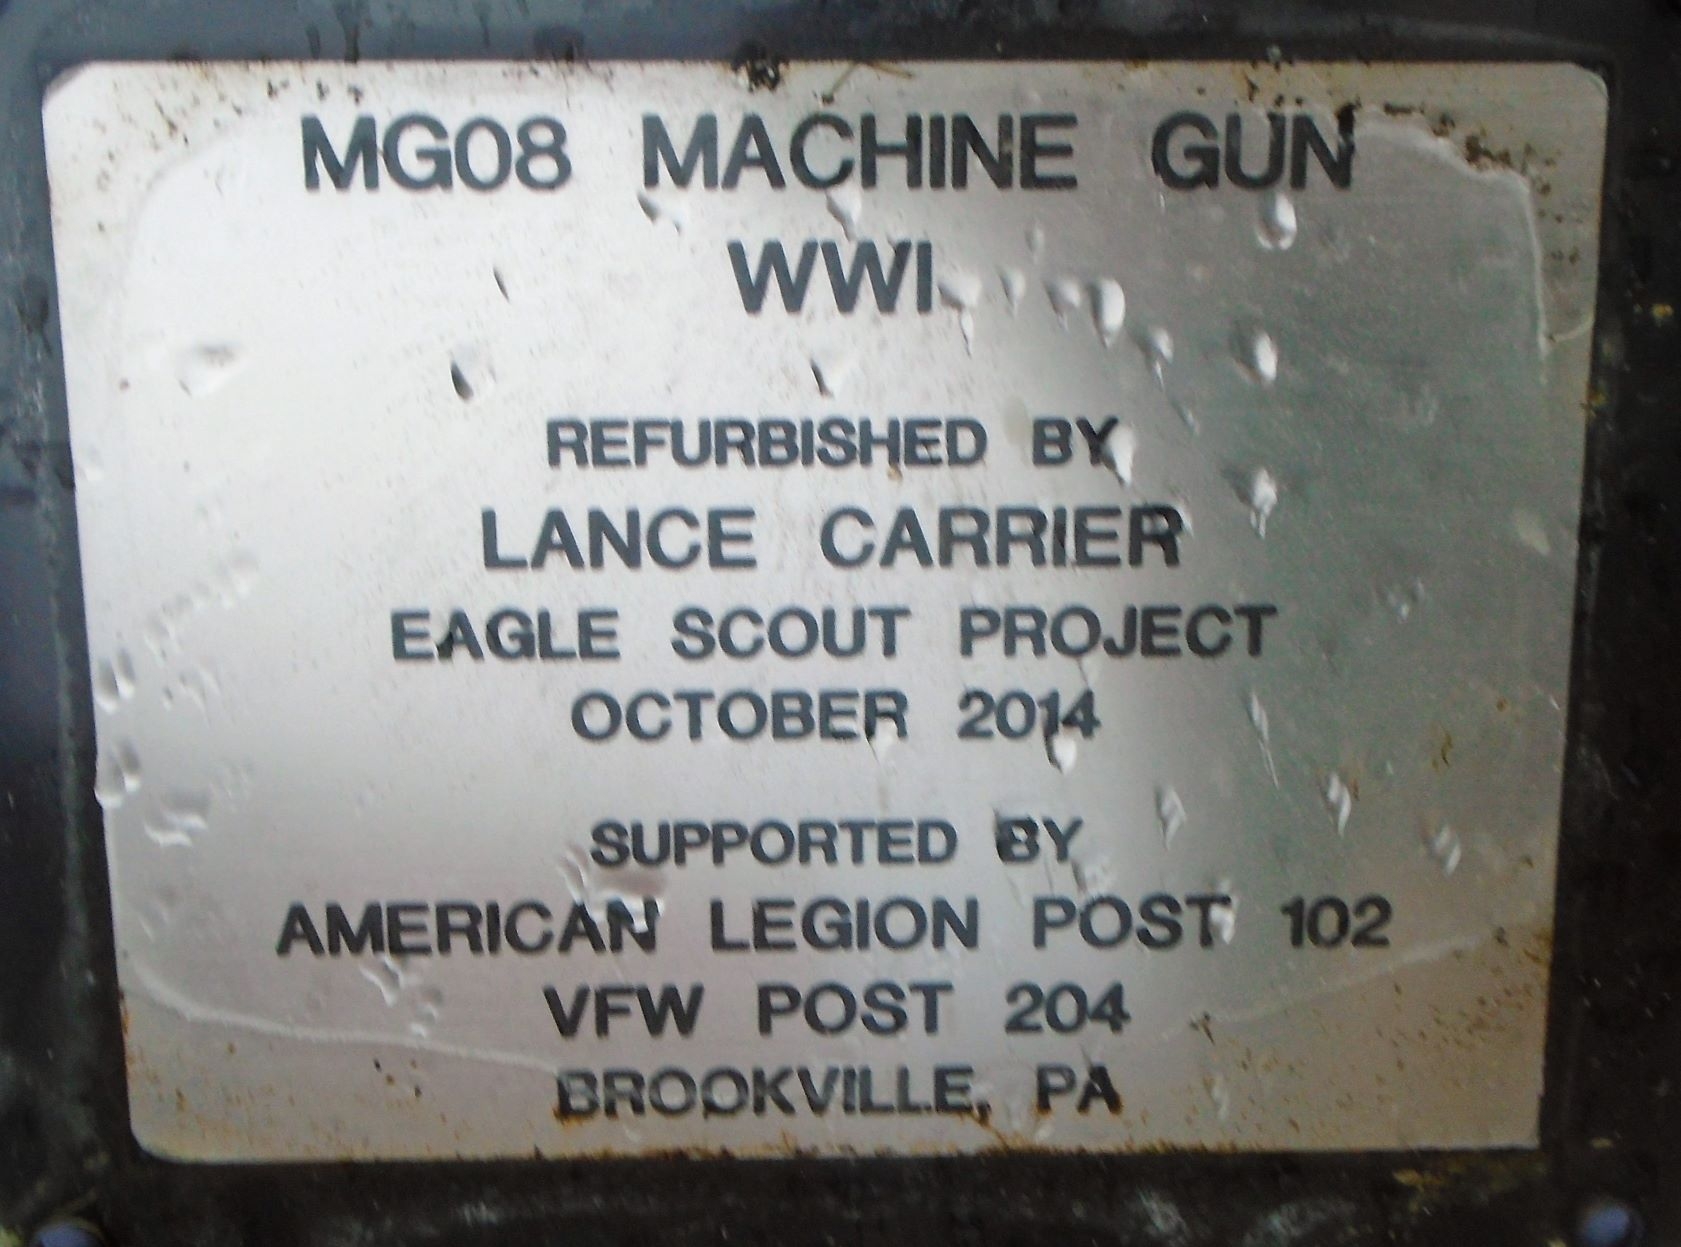 MG08 MACHINE GUN
WWI
REFURBISHED BY
LANCE CARRIER
EAGLE SCOUT PROJECT
OCTOBER 2014
SUPPORTED BY
AMERICAN LEGION POST 102
VFW POST 204
BROOKVILLE, PA